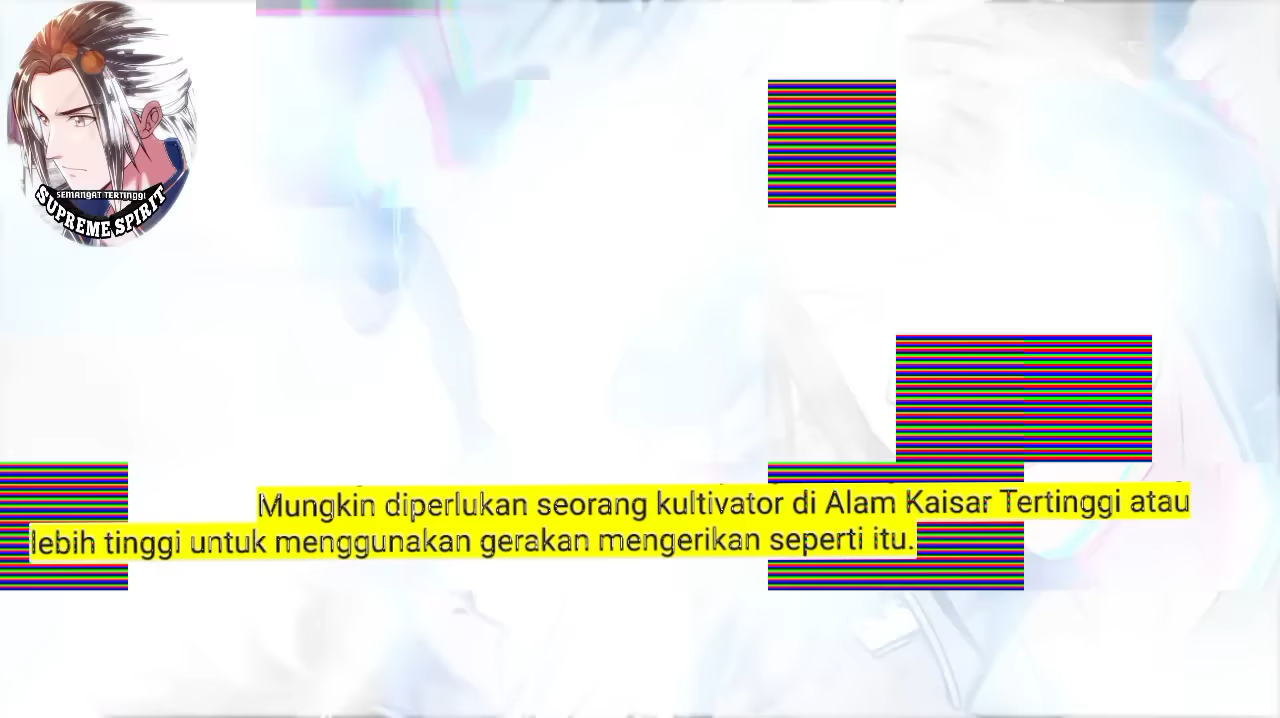 SEMANGAT TERTINGGI
SUPREME SPIRIT
Mungkin diperlukan seorang kultivator di Alam Kaisar Tertinggi atau
lebih tinggi untuk menggunakan gerakan mengerikan seperti itu.